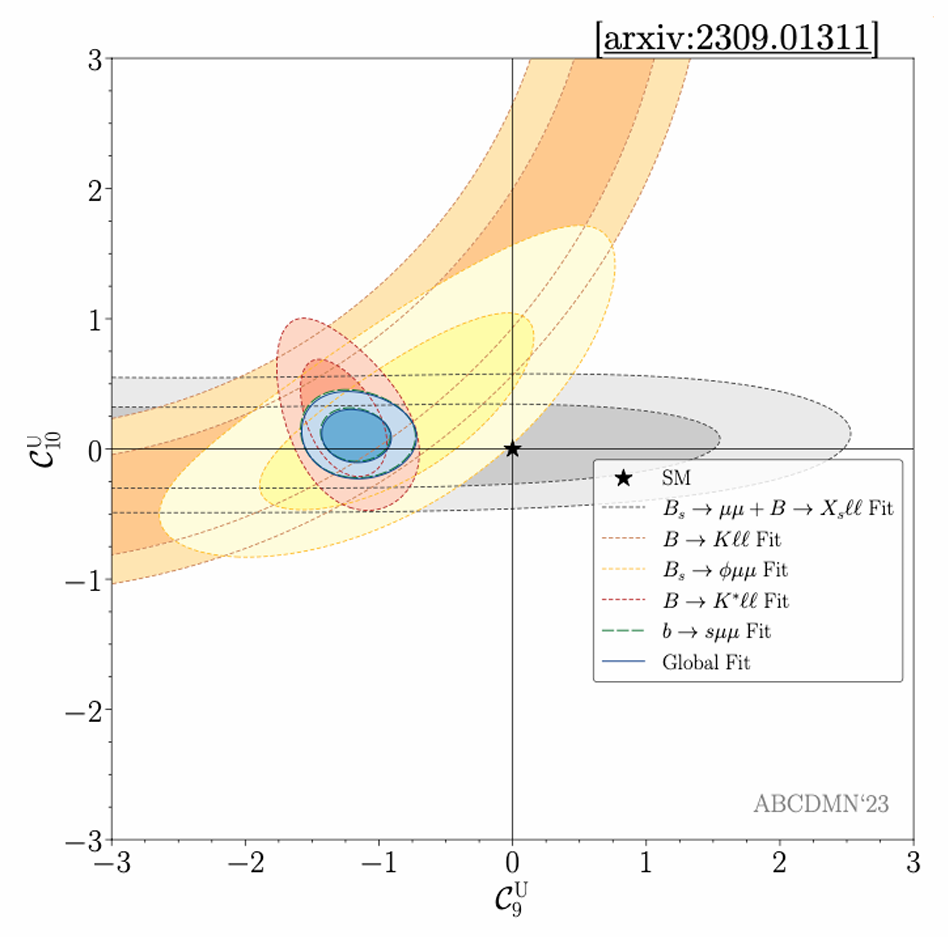 [arxiv:2309.01311]
3
2
1
0
−1
−2
−3
𝒞₁₀ᵁ
SM
Bₛ → μμ + B → Xₛℓℓ Fit
B → Kℓℓ Fit
Bₛ → ϕμμ Fit
B → K*ℓℓ Fit
b → sμμ Fit
Global Fit
ABCDMN‘23
−3 −2 −1 0 1 2 3
𝒞₉ᵁ